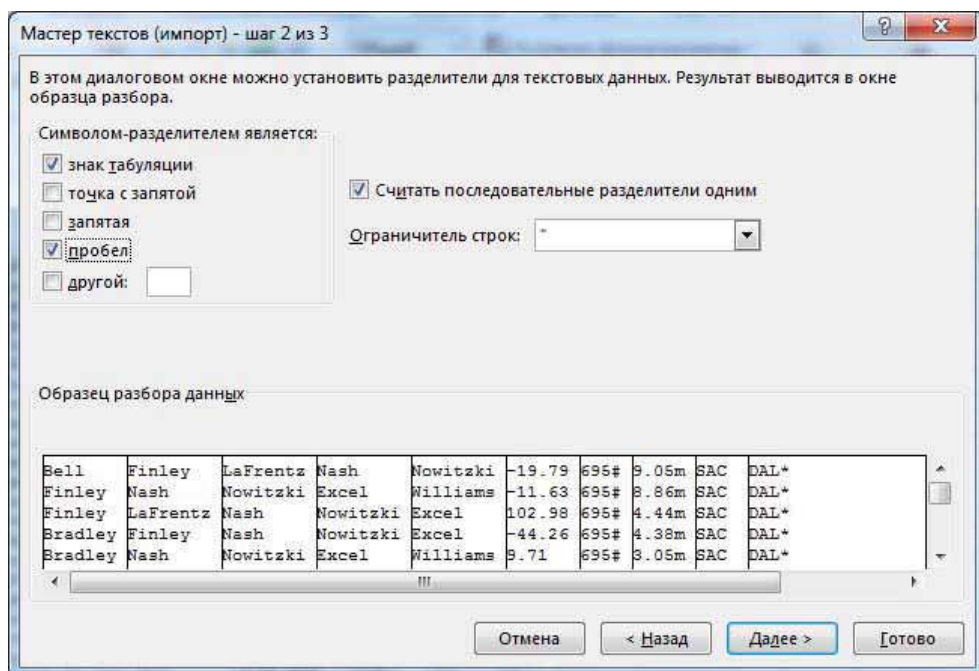 Мастер текстов (импорт) - шаг 2 из 3
В этом диалоговом окне можно установить разделители для текстовых данных. Результат выводится в окне
образца разбора.
Символом-разделителем является:
знак табуляции
точка с запятой
запятая
пробел
другой:
Считать последовательные разделители одним
Ограничитель строк: "
Образец разбора данных
Bell Finley LaFrentz Nash Nowitzki -19.79 695# 9.05m SAC DAL*
Finley Nash Nowitzki Excel Williams -11.63 695# 8.86m SAC DAL*
Finley LaFrentz Nash Nowitzki Excel 102.98 695# 4.44m SAC DAL*
Bradley Finley Nash Nowitzki Excel -44.26 695# 4.38m SAC DAL*
Bradley Nash Nowitzki Excel Williams 9.71 695# 3.05m SAC DAL*
Отмена < Назад Далее > Готово